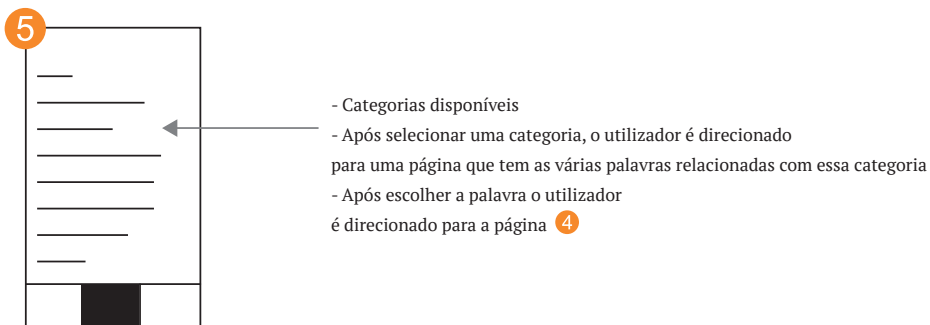 5
- Categorias disponíveis
- Após selecionar uma categoria, o utilizador é direcionado
para uma página que tem as várias palavras relacionadas com essa categoria
- Após escolher a palavra o utilizador
é direcionado para a página 4